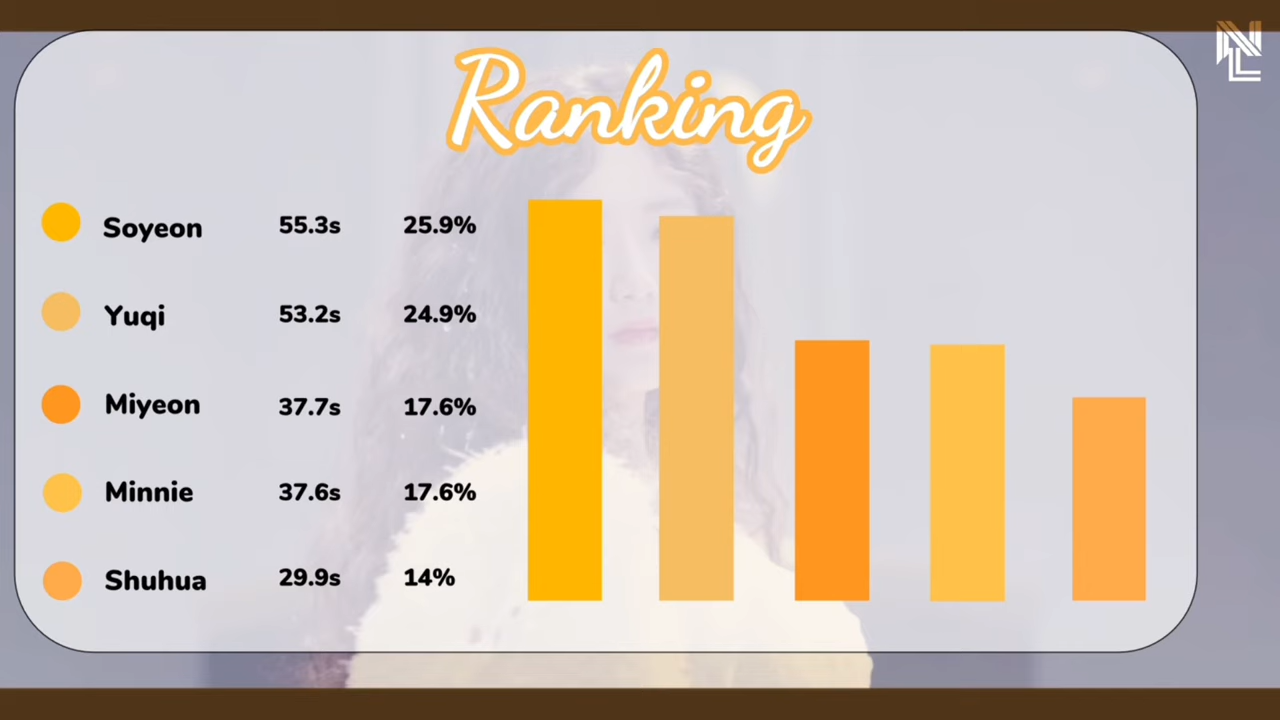 Ranking
NL
Soyeon 55.3s 25.9%
Yuqi 53.2s 24.9%
Miyeon 37.7s 17.6%
Minnie 37.6s 17.6%
Shuhua 29.9s 14%